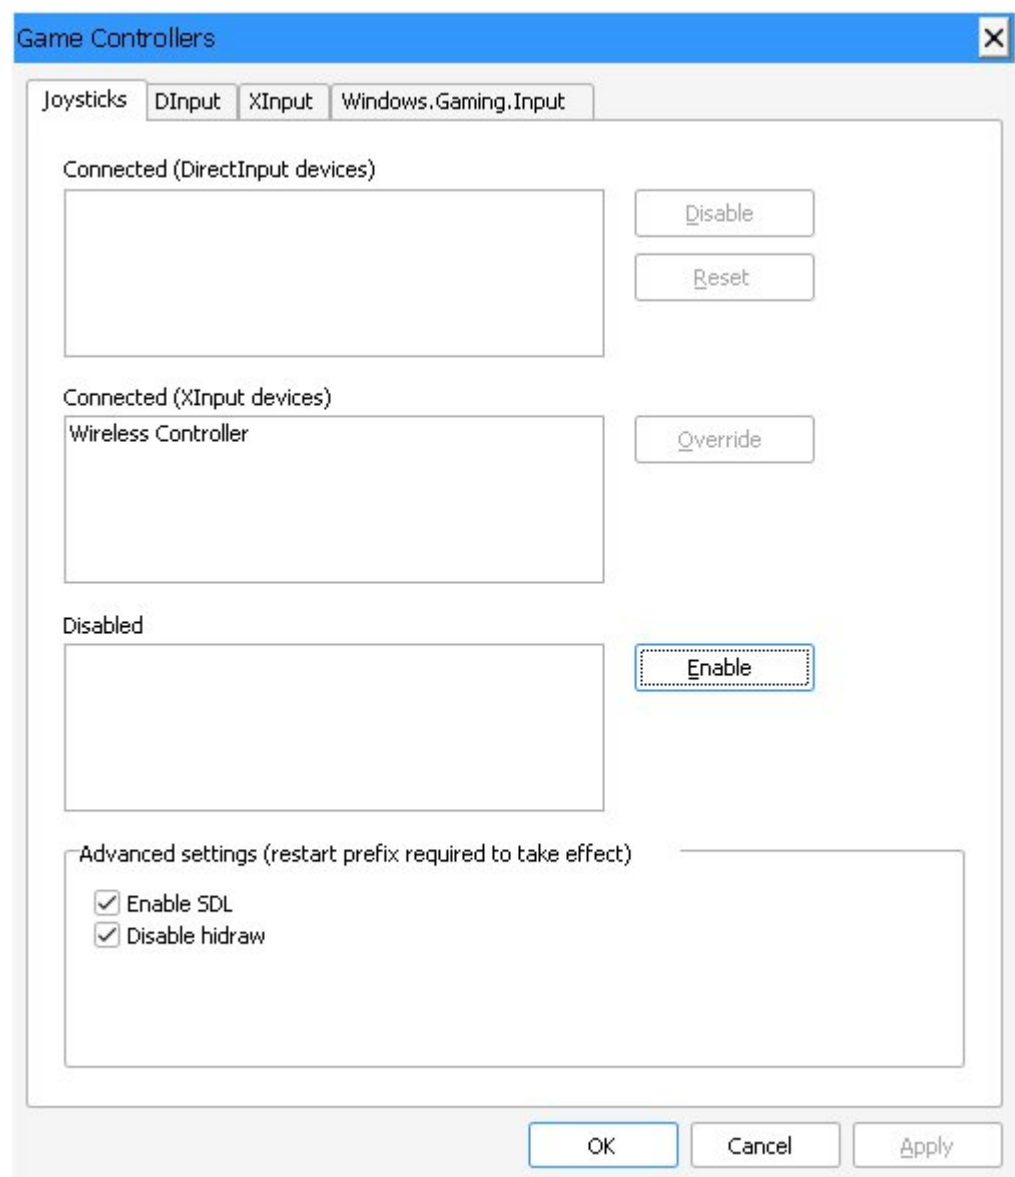 Game Controllers
Joysticks DInput XInput Windows.Gaming.Input
Connected (DirectInput devices)
Disable
Reset
Connected (XInput devices)
Wireless Controller
Override
Disabled
Enable
Advanced settings (restart prefix required to take effect)
Enable SDL
Disable hidraw
OK Cancel Apply